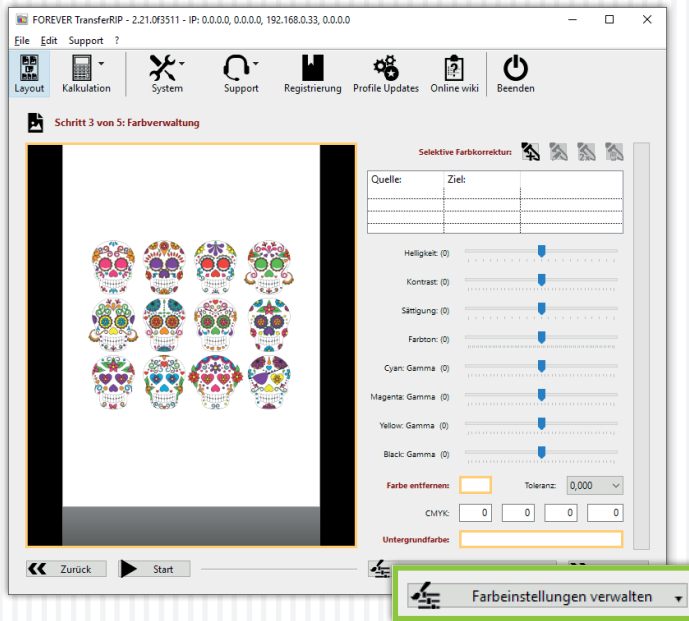 FOREVER TransferRIP - 2.21.0f3511 - IP: 0.0.0.0, 0.0.0.0, 192.168.0.33, 0.0.0.0
File Edit Support ?
Layout Kalkulation System Support Registrierung Profile Updates Online wiki Beenden
Schritt 3 von 5: Farbverwaltung
Selektive Farbkorrektur:
Quelle: Ziel:
Helligkeit: (0)
Kontrast: (0)
Sättigung: (0)
Farbton: (0)
Cyan: Gamma (0)
Magenta: Gamma (0)
Yellow: Gamma (0)
Black: Gamma (0)
Farbe entfernen: Toleranz: 0,000
CMYK: 0 0 0 0
Untergrundfarbe:
Zurück Start
Farbeinstellungen verwalten